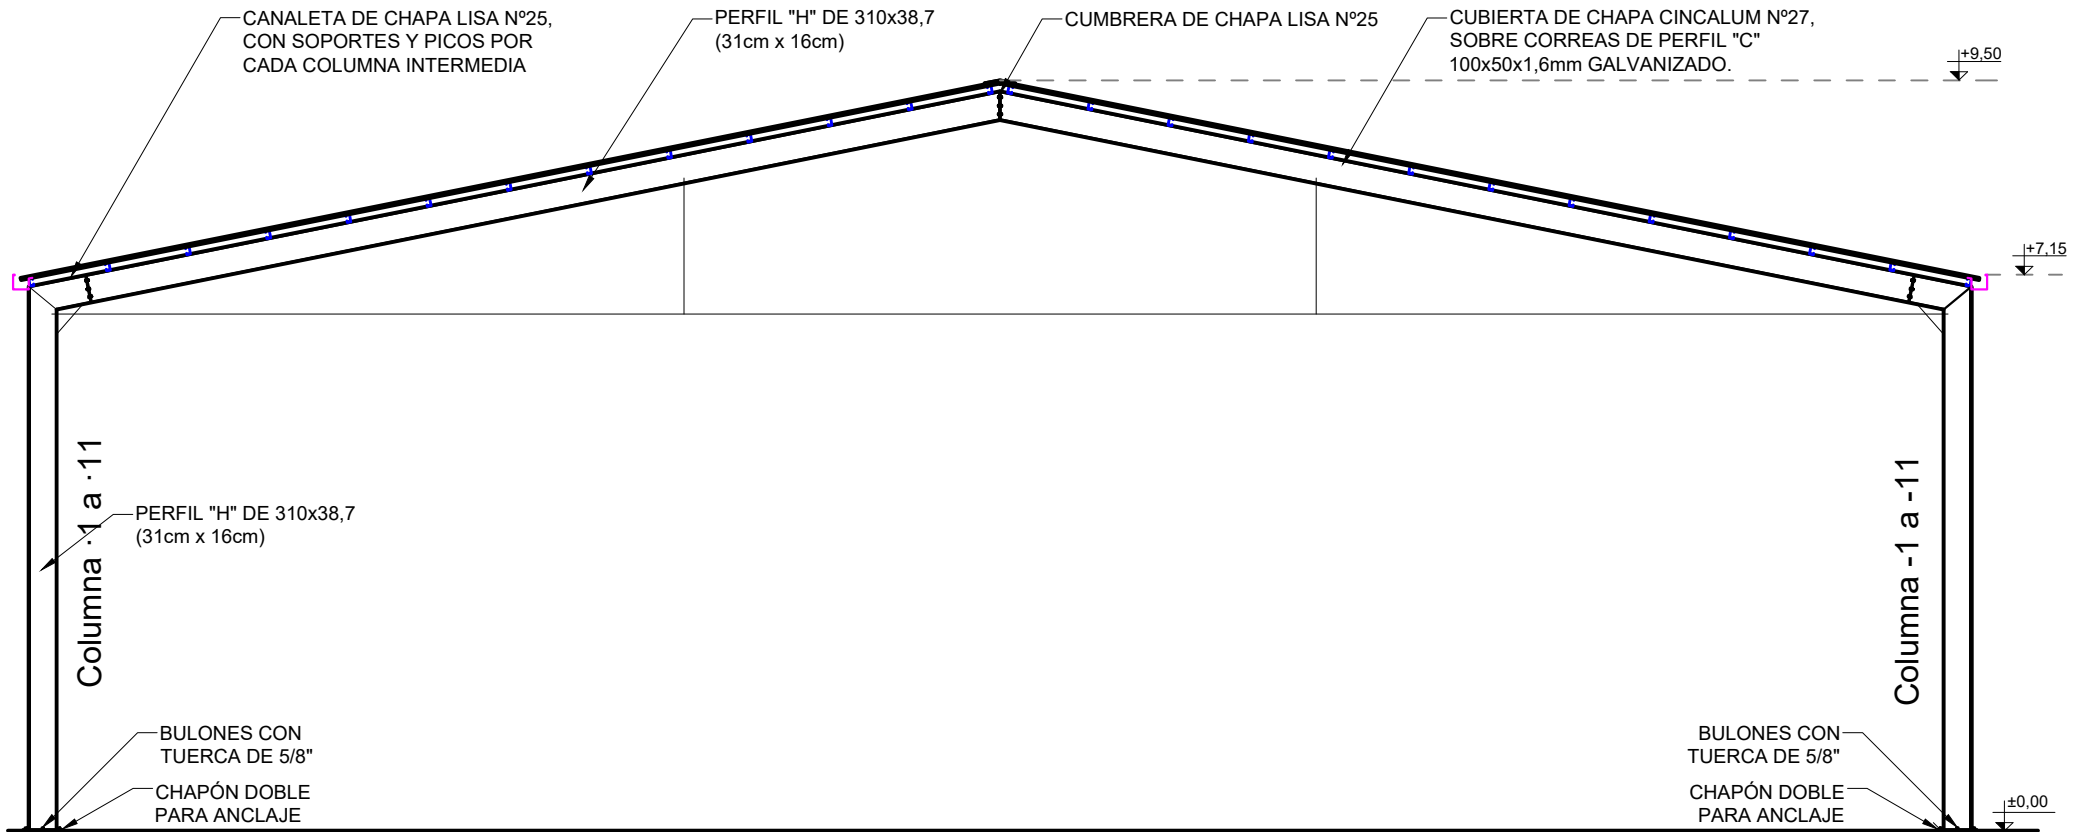 CANALETA DE CHAPA LISA Nº25,
CON SOPORTES Y PICOS POR
CADA COLUMNA INTERMEDIA
PERFIL "H" DE 310x38,7
(31cm x 16cm)
CUMBRERA DE CHAPA LISA Nº25
CUBIERTA DE CHAPA CINCALUM Nº27,
SOBRE CORREAS DE PERFIL "C"
100x50x1,6mm GALVANIZADO.
+9,50
+7,15
Columna ·1 a ·11
PERFIL "H" DE 310x38,7
(31cm x 16cm)
Columna -1 a -11
BULONES CON
TUERCA DE 5/8"
CHAPÓN DOBLE
PARA ANCLAJE
BULONES CON
TUERCA DE 5/8"
CHAPÓN DOBLE
PARA ANCLAJE
±0,00